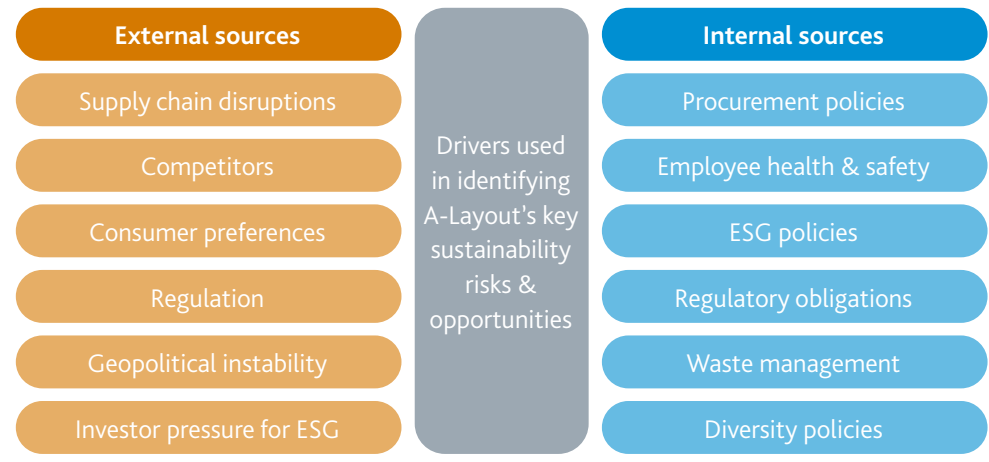 External sources
Supply chain disruptions
Competitors
Consumer preferences
Regulation
Geopolitical instability
Investor pressure for ESG
Drivers used
in identifying
A-Layout’s key
sustainability
risks &
opportunities
Internal sources
Procurement policies
Employee health & safety
ESG policies
Regulatory obligations
Waste management
Diversity policies